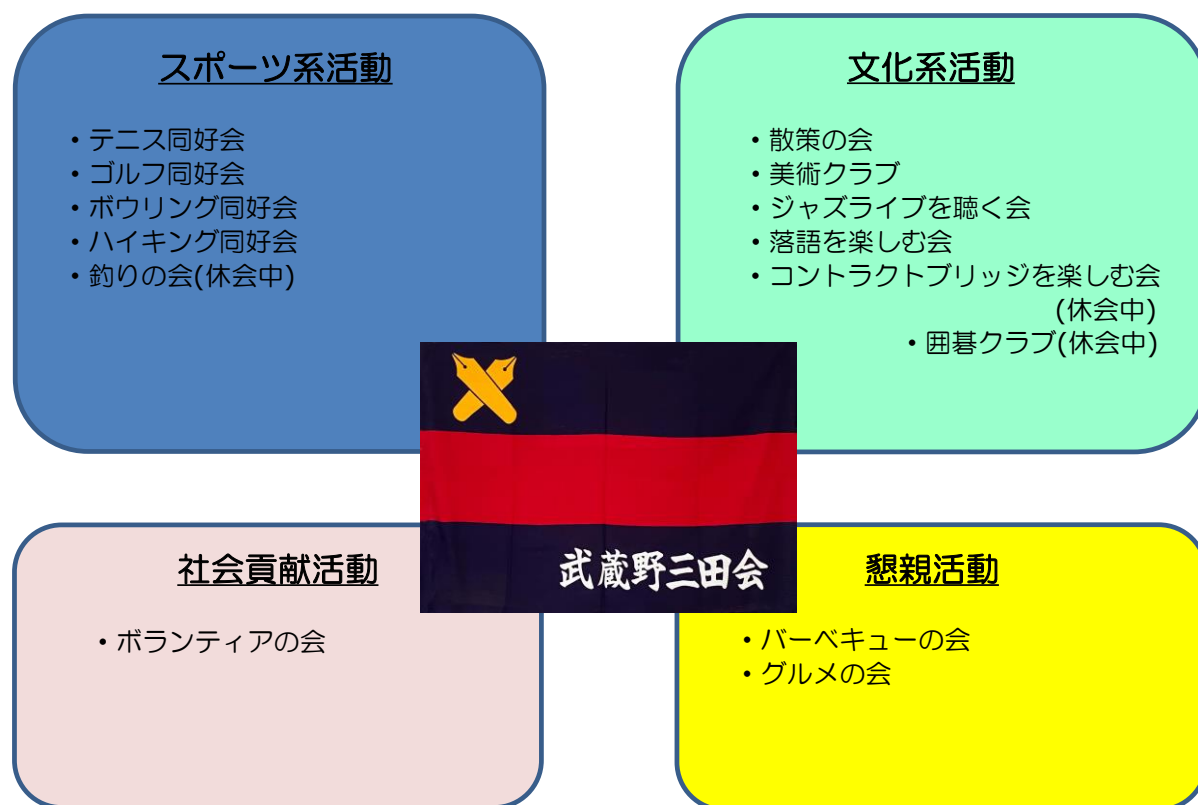 スポーツ系活動
・テニス同好会
・ゴルフ同好会
・ボウリング同好会
・ハイキング同好会
・釣りの会(休会中)
文化系活動
・散策の会
・美術クラブ
・ジャズライブを聴く会
・落語を楽しむ会
・コントラクトブリッジを楽しむ会
(休会中)
・囲碁クラブ(休会中)
武蔵野三田会
社会貢献活動
・ボランティアの会
懇親活動
・バーベキューの会
・グルメの会